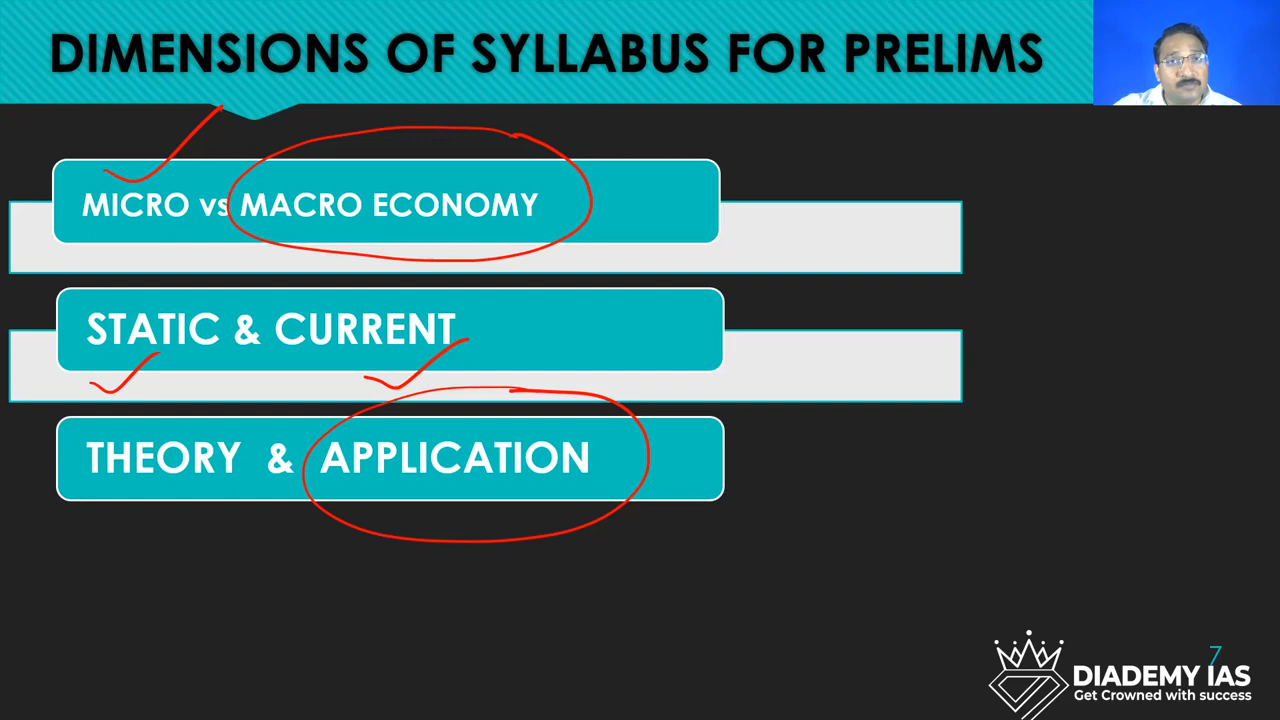 DIMENSIONS OF SYLLABUS FOR PRELIMS
MICRO vs MACRO ECONOMY
STATIC & CURRENT
THEORY & APPLICATION
7
DIADEMY IAS
Get Crowned with success